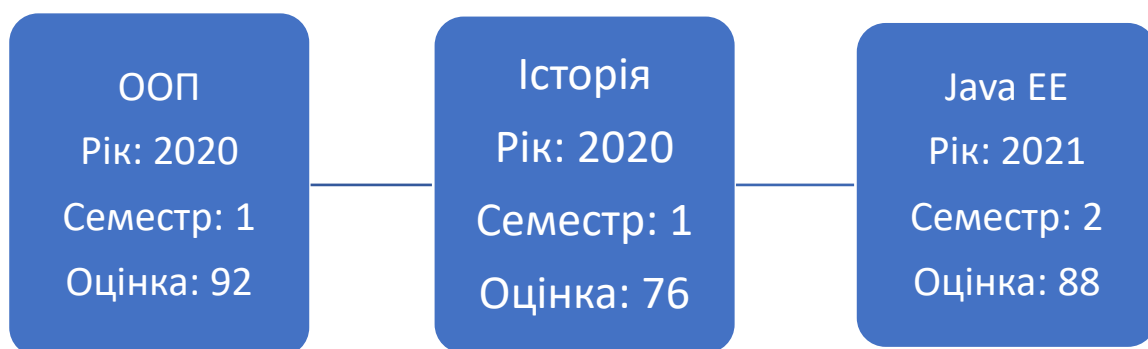 ООП
Рік: 2020
Семестр: 1
Оцінка: 92
Історія
Рік: 2020
Семестр: 1
Оцінка: 76
Java EE
Рік: 2021
Семестр: 2
Оцінка: 88